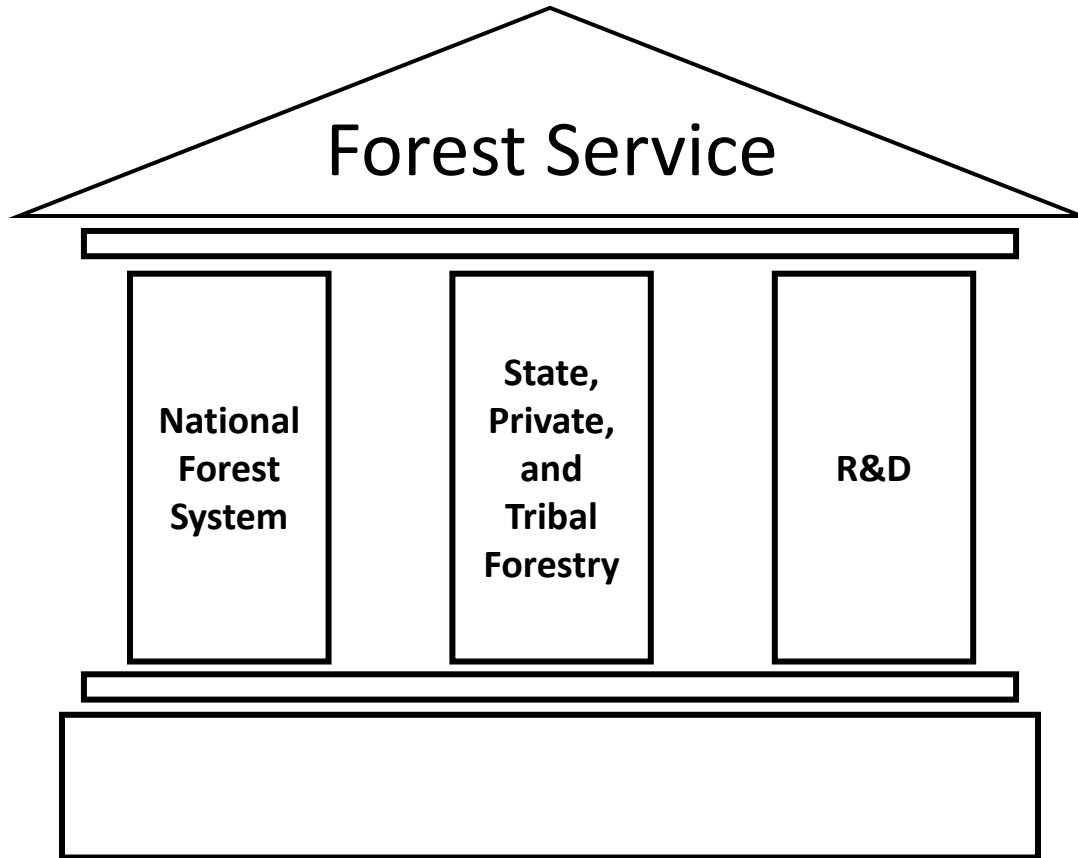 Forest Service
National
Forest
System
State,
Private,
and
Tribal
Forestry
R&D